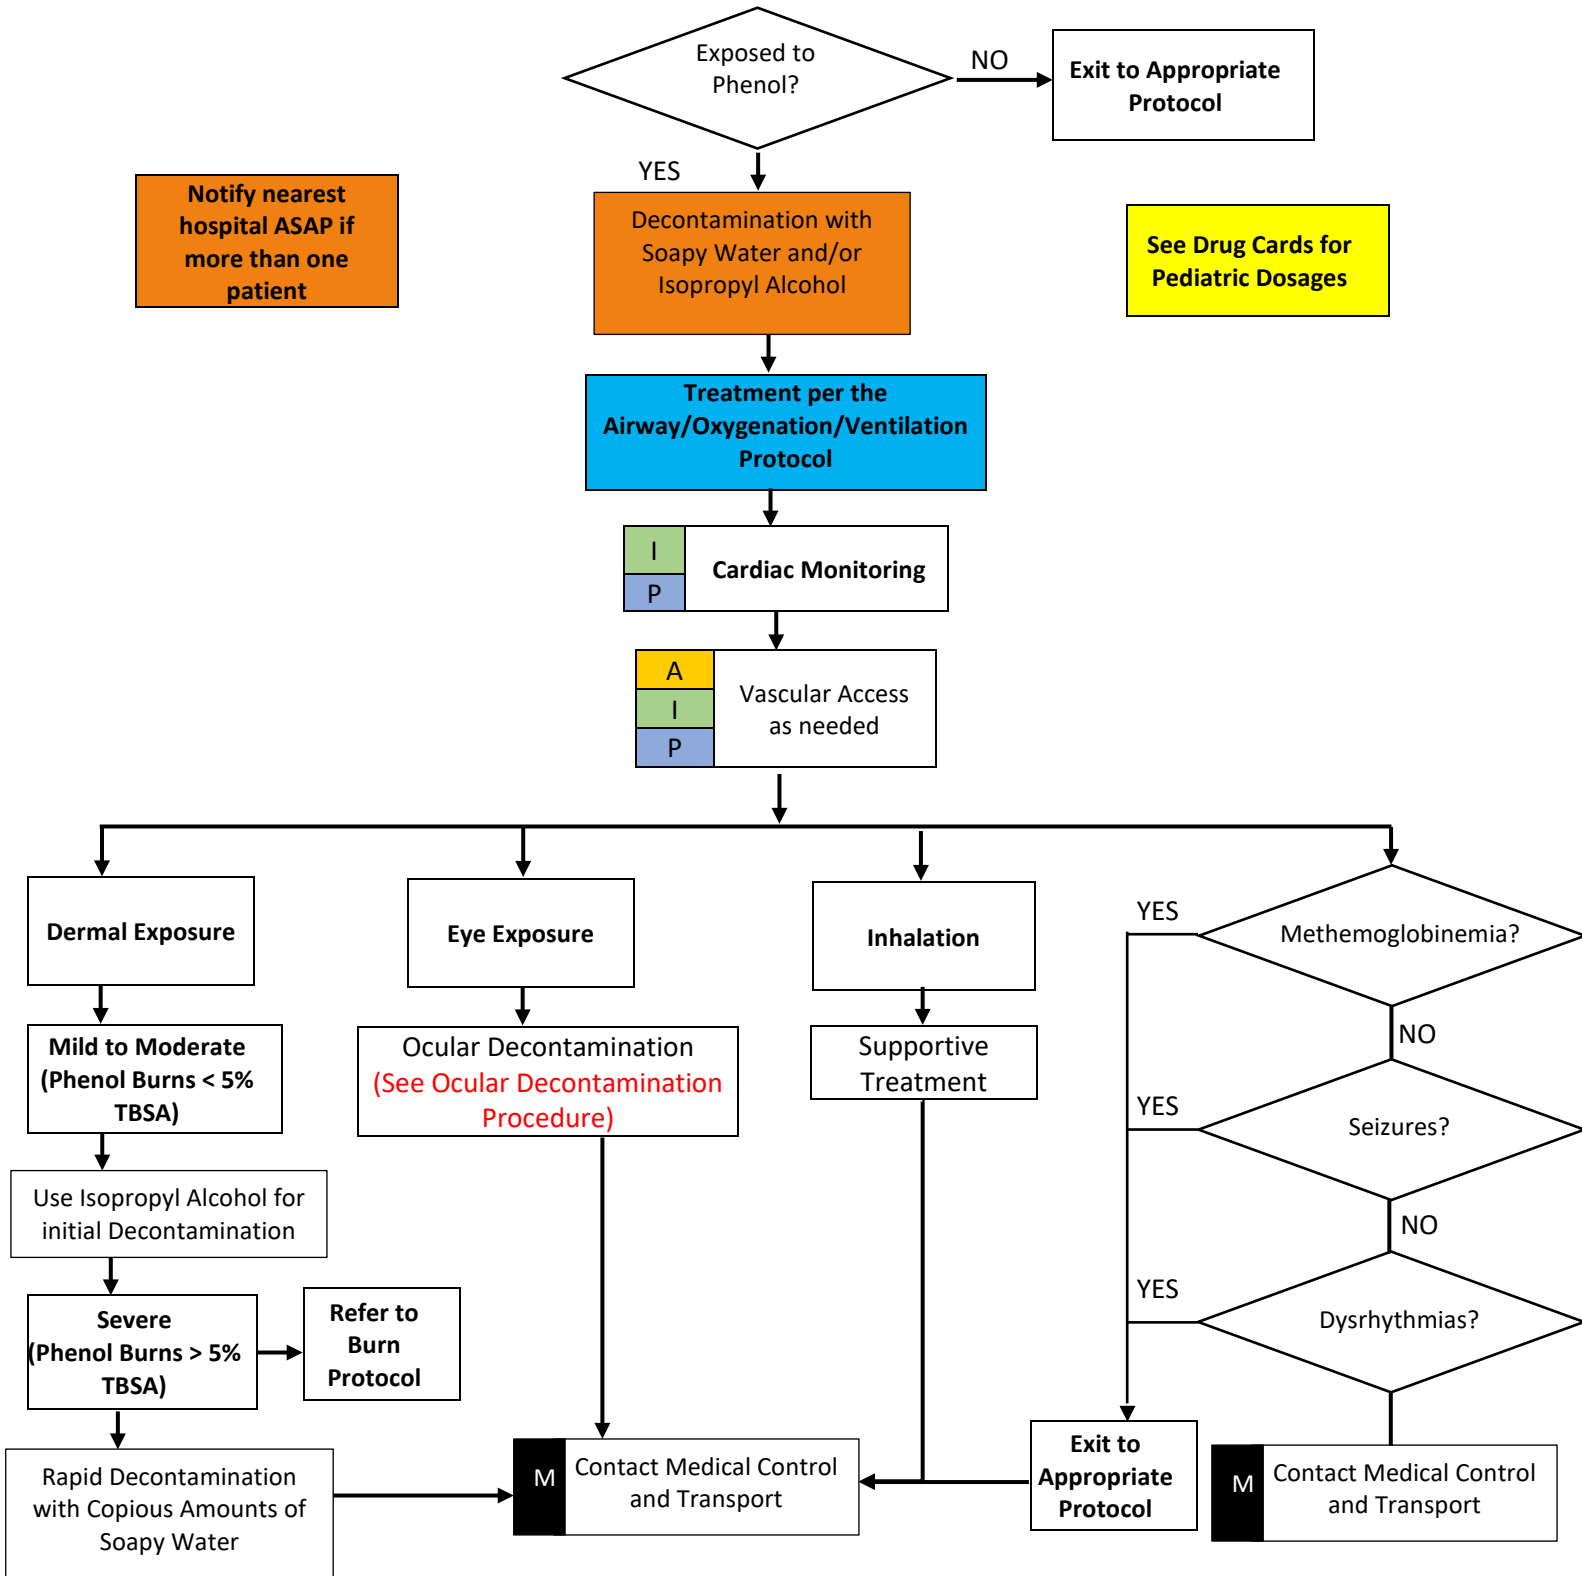 Exposed to
Phenol?
NO
Exit to Appropriate
Protocol
YES
Notify nearest
hospital ASAP if
more than one
patient
Decontamination with
Soapy Water and/or
Isopropyl Alcohol
See Drug Cards for
Pediatric Dosages
Treatment per the
Airway/Oxygenation/Ventilation
Protocol
I
P
Cardiac Monitoring
A
I
P
Vascular Access
as needed
Dermal Exposure
Mild to Moderate
(Phenol Burns < 5%
TBSA)
Use Isopropyl Alcohol for
initial Decontamination
Severe
(Phenol Burns > 5%
TBSA)
Refer to
Burn
Protocol
Rapid Decontamination
with Copious Amounts of
Soapy Water
Eye Exposure
Ocular Decontamination
(See Ocular Decontamination
Procedure)
Inhalation
Supportive
Treatment
M
Contact Medical Control
and Transport
YES
Methemoglobinemia?
NO
YES
Seizures?
NO
YES
Dysrhythmias?
Exit to
Appropriate
Protocol
M
Contact Medical Control
and Transport